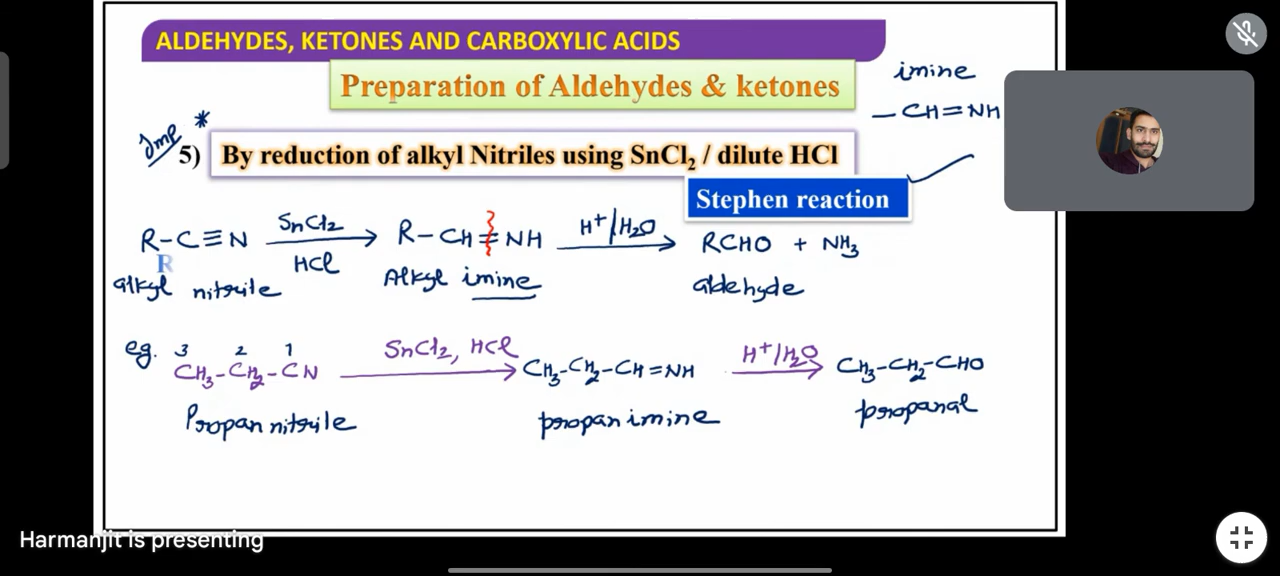 ALDEHYDES, KETONES AND CARBOXYLIC ACIDS
Preparation of Aldehydes & ketones
imine
– CH=NH
Imp *
5) By reduction of alkyl Nitriles using SnCl₂ / dilute HCl
Stephen reaction
R–C≡N SnCl₂ HCl → R–CH=NH H⁺/H₂O → RCHO + NH₃
R
alkyl nitrile Alkyl imine aldehyde
eg. 3 2 1
CH₃–CH₂–CN SnCl₂, HCl → CH₃–CH₂–CH=NH H⁺/H₂O → CH₃–CH₂–CHO
Propan nitrile propan imine propanal
Harmanjit is presenting